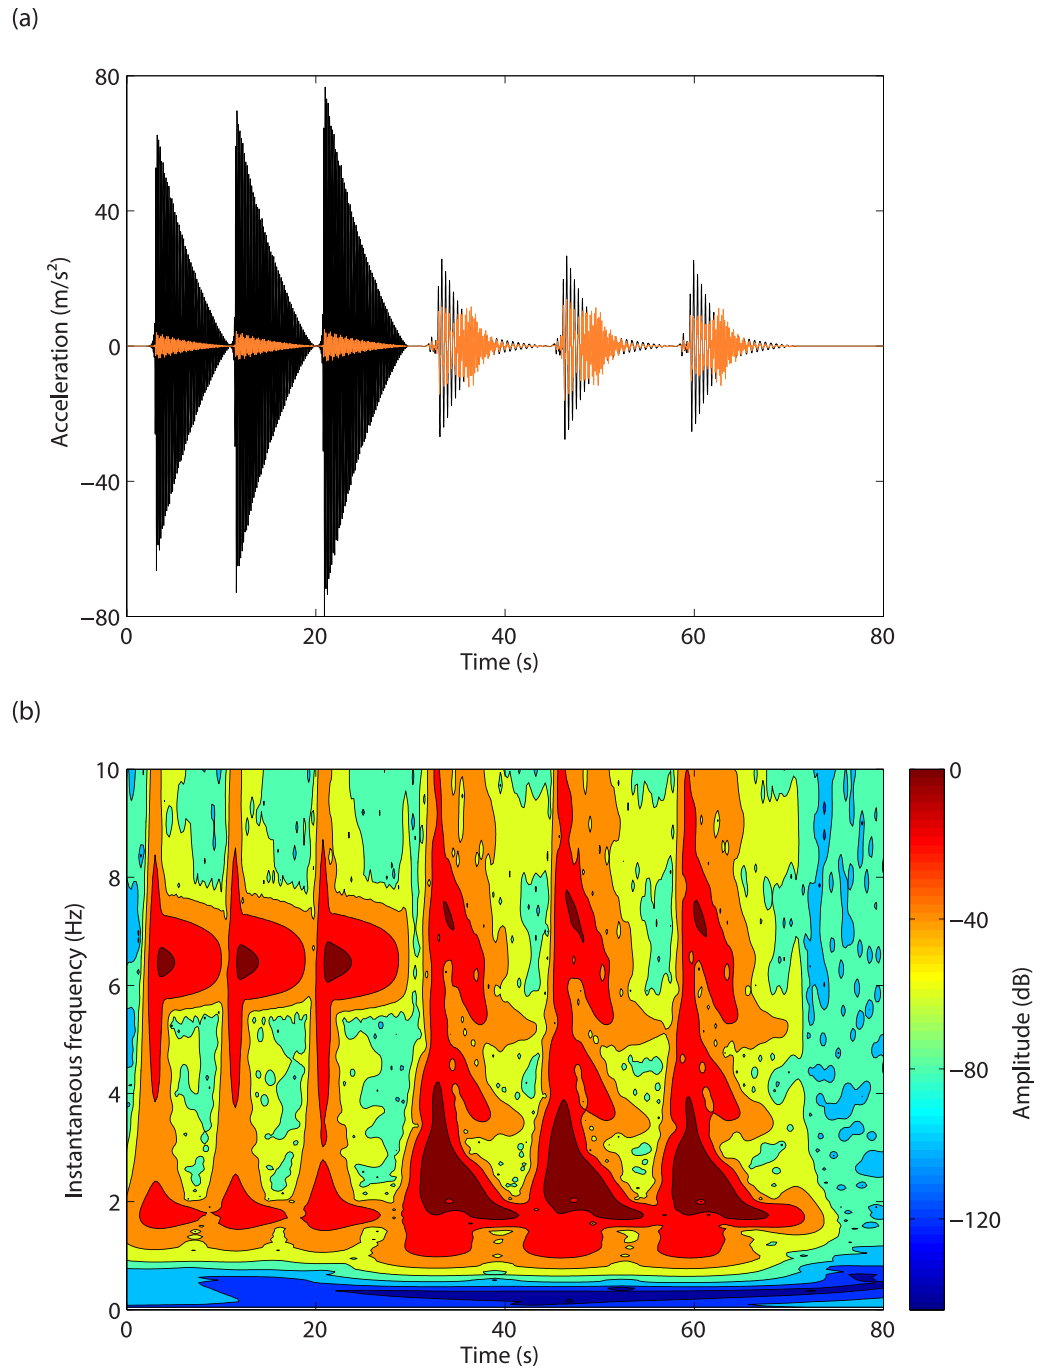 (a)
80
40
0
−40
−80
Acceleration (m/s²)
0 20 40 60 80
Time (s)
(b)
10
8
6
4
2
0
Instantaneous frequency (Hz)
0 20 40 60 80
Time (s)
0
−40
−80
−120
Amplitude (dB)